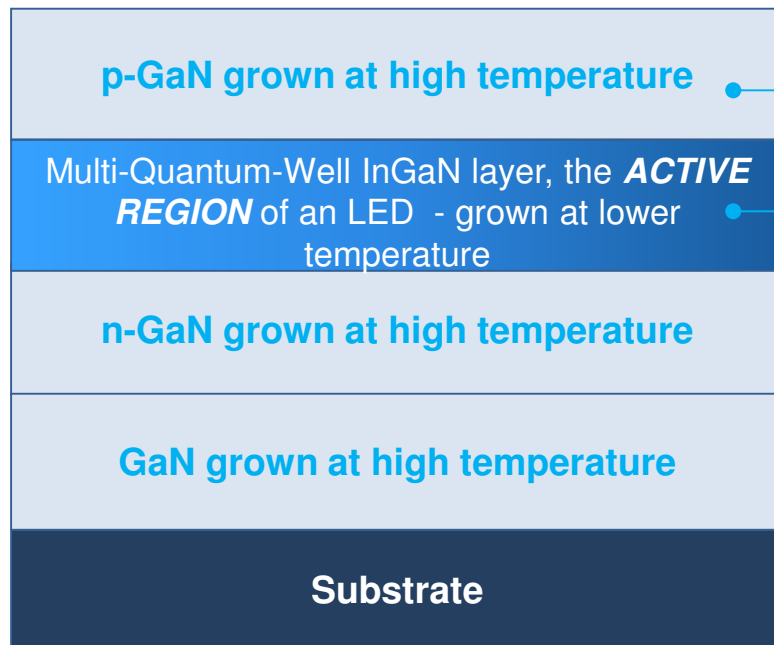 p-GaN grown at high temperature
Multi-Quantum-Well InGaN layer, the ACTIVE
REGION of an LED - grown at lower
temperature
n-GaN grown at high temperature
GaN grown at high temperature
Substrate